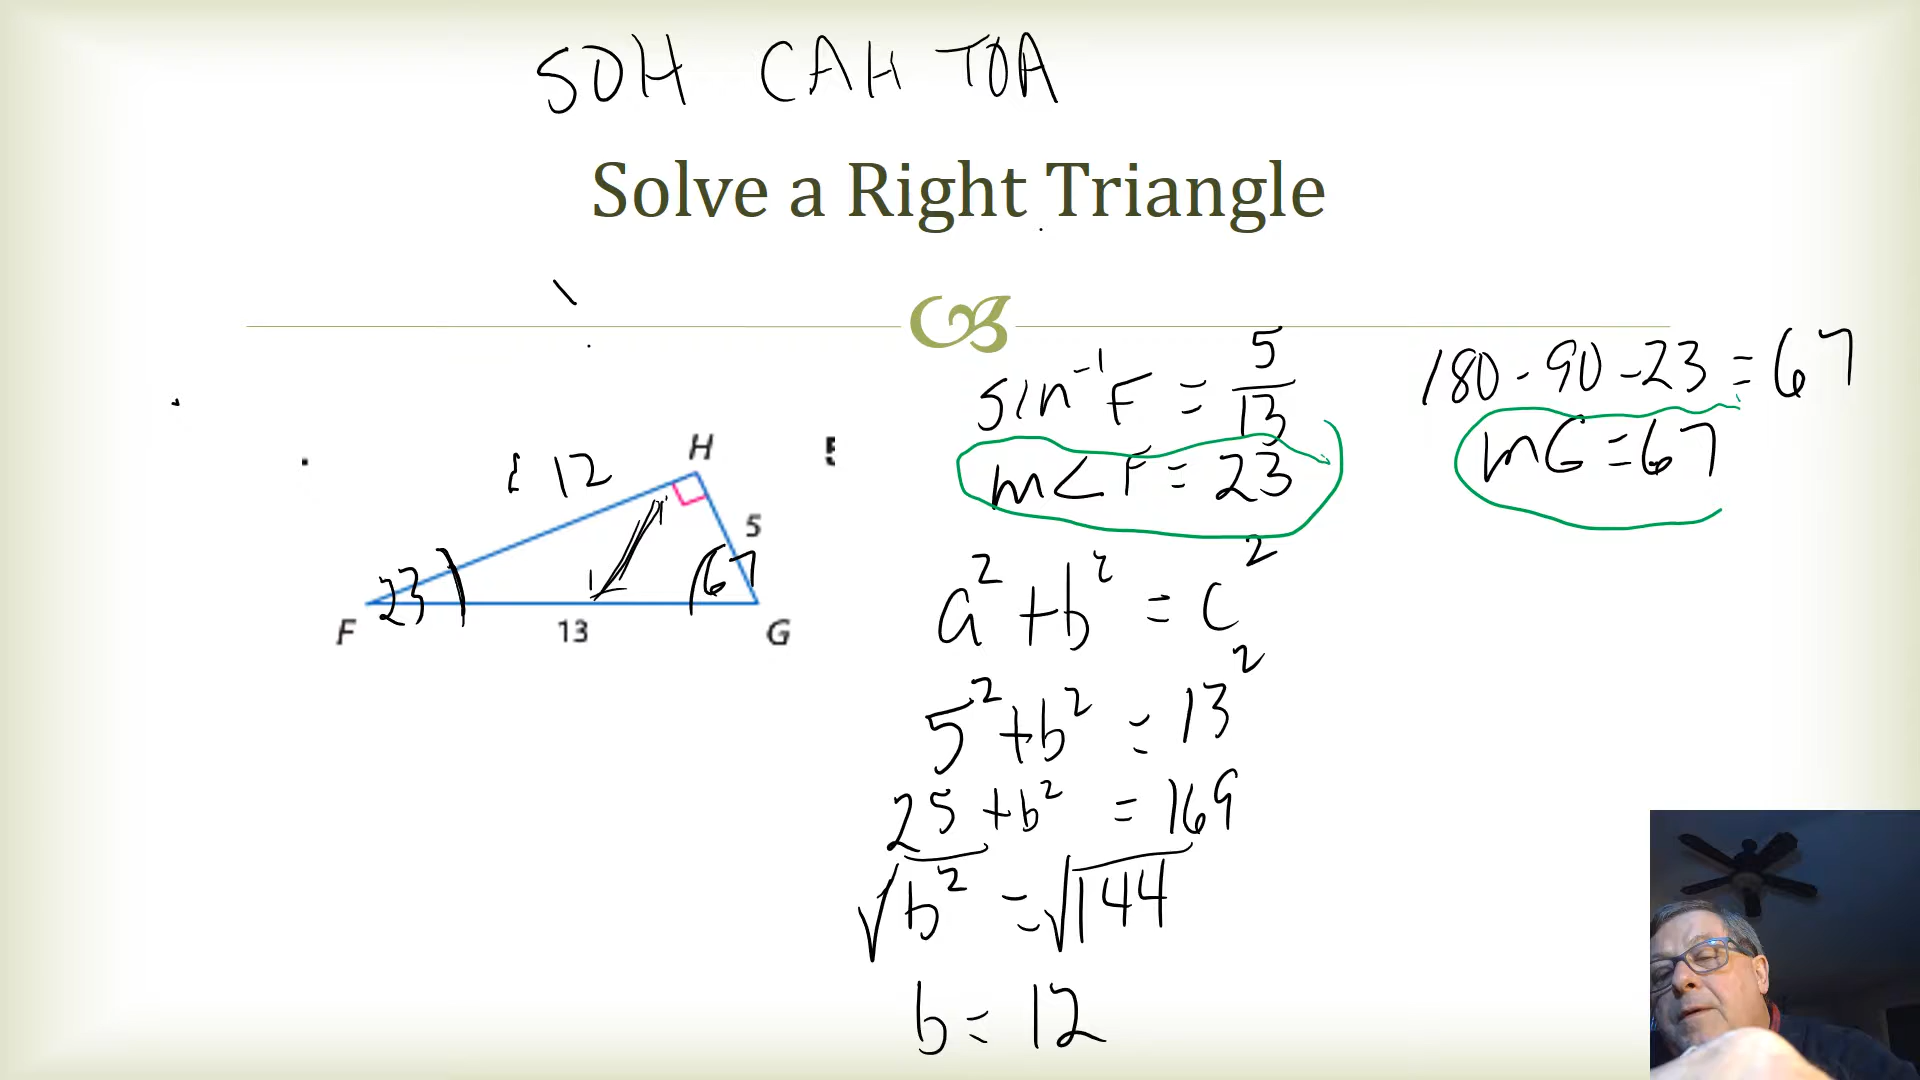 SOH CAH TOA
Solve a Right Triangle
sin⁻¹F = 5/13
180 - 90 - 23 = 67
m∠F = 23
mG = 67
H
12
5
23
67
F
13
G
a² + b² = c²
5² + b² = 13²
25 + b² = 169
√b² = √144
b = 12